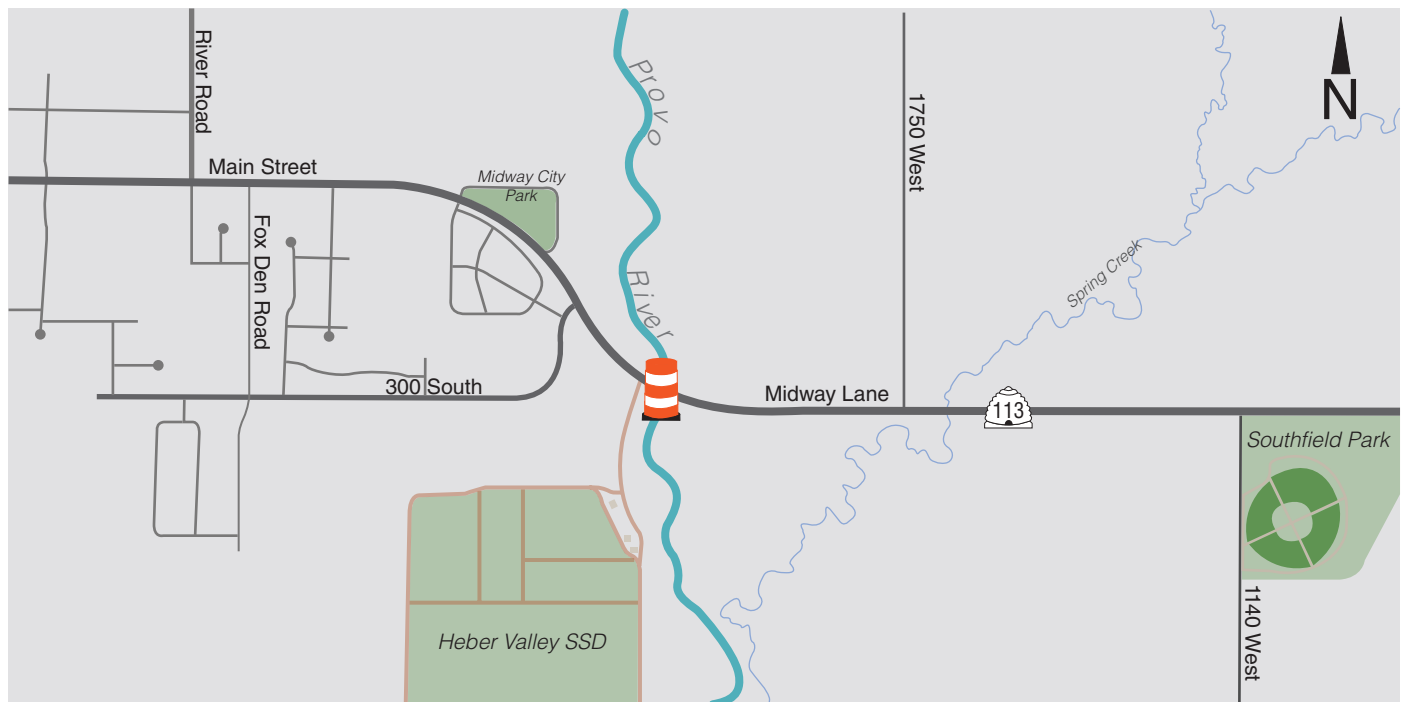 River Road
Provo
1750 West
N
Main Street
Midway City
Park
Fox Den Road
Spring Creek
River
300 South
Midway Lane
113
Southfield Park
1140 West
Heber Valley SSD